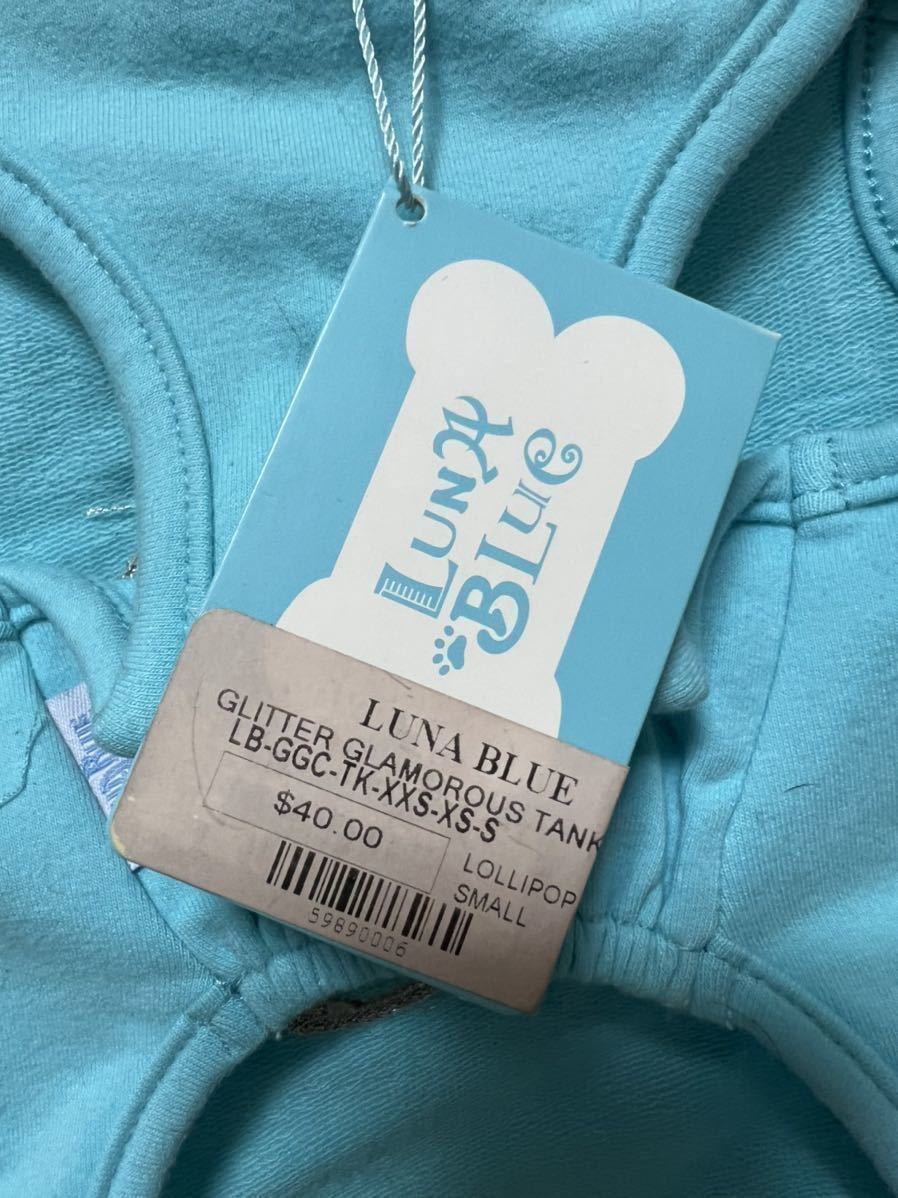 LUNA
BLUE
LUNA BLUE
GLITTER GLAMOROUS TANK
LB-GGC-TK-XXS-XS-S
$40.00
LOLLIPOP
SMALL
59890006